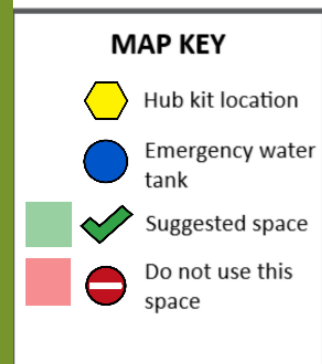 MAP KEY
Hub kit location
Emergency water
tank
Suggested space
Do not use this
space